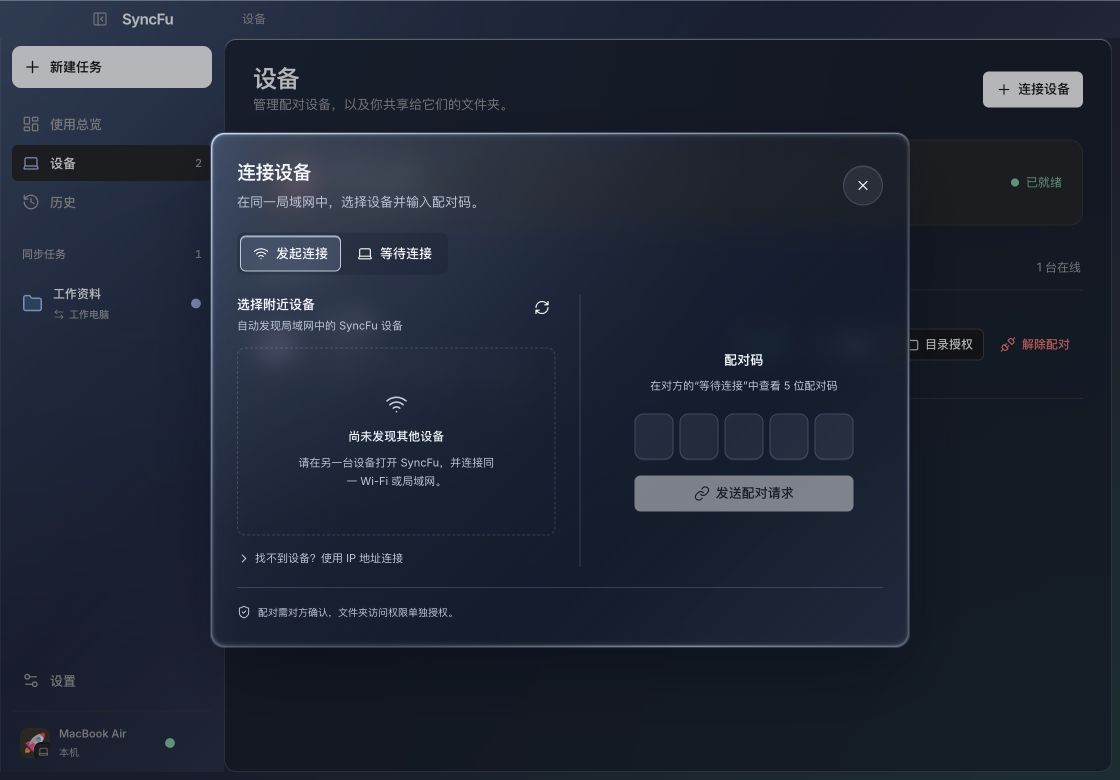 SyncFu
设备
新建任务
使用总览
设备
2
历史
同步任务
1
工作资料
工作电脑
设置
MacBook Air
本机
设备
管理配对设备，以及你共享给它们的文件夹。
连接设备
已就绪
1 台在线
目录授权
解除配对
连接设备
在同一局域网中，选择设备并输入配对码。
发起连接
等待连接
选择附近设备
自动发现局域网中的 SyncFu 设备
尚未发现其他设备
请在另一台设备打开 SyncFu，并连接同
一 Wi-Fi 或局域网。
找不到设备？使用 IP 地址连接
配对码
在对方的“等待连接”中查看 5 位配对码
发送配对请求
配对需对方确认，文件夹访问权限单独授权。